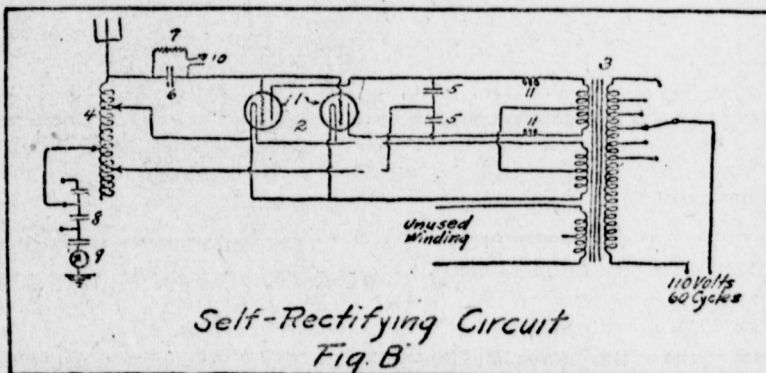 7
10
6
4
1
2
5
5
11
11
3
8
9
Unused
Winding
110 Volts
60 Cycles
Self-Rectifying Circuit
Fig. B